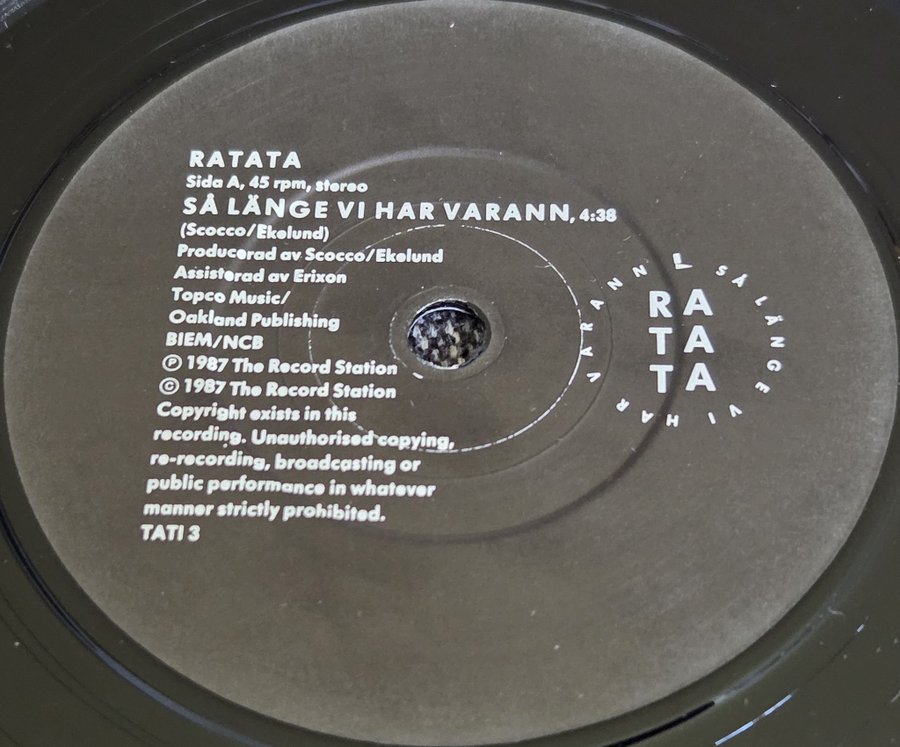 RATATA
Sida A, 45 rpm, stereo
SÅ LÄNGE VI HAR VARANN, 4:38
(Scocco/Ekelund)
Producerad av Scocco/Ekelund
Assisterad av Erixon
Topco Music/
Oakland Publishing
BIEM/NCB
Ⓟ 1987 The Record Station
© 1987 The Record Station
Copyright exists in this
recording. Unauthorised copying,
re-recording, broadcasting or
public performance in whatever
manner strictly prohibited.
TATI 3
SÅ LÄNGE VI HAR VARANN
RA
TA
TA